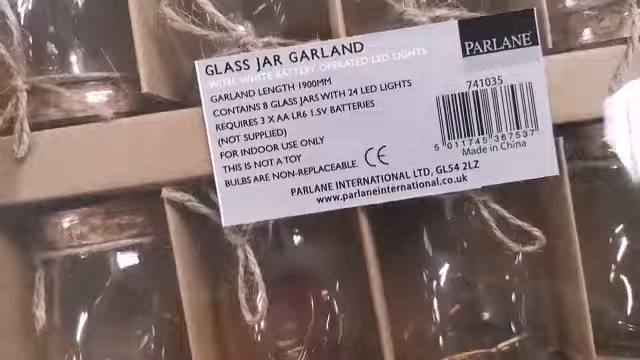 PARLANE
GLASS JAR GARLAND
WITH WHITE BATTERY OPERATED LED LIGHTS
GARLAND LENGTH 1900MM
CONTAINS 8 GLASS JARS WITH 24 LED LIGHTS
REQUIRES 3 X AA LR6 1.5V BATTERIES
(NOT SUPPLIED)
FOR INDOOR USE ONLY
THIS IS NOT A TOY
BULBS ARE NON-REPLACEABLE. CE
741035
5 011745 367537
Made in China
PARLANE INTERNATIONAL LTD, GL54 2LZ
www.parlaneinternational.co.uk